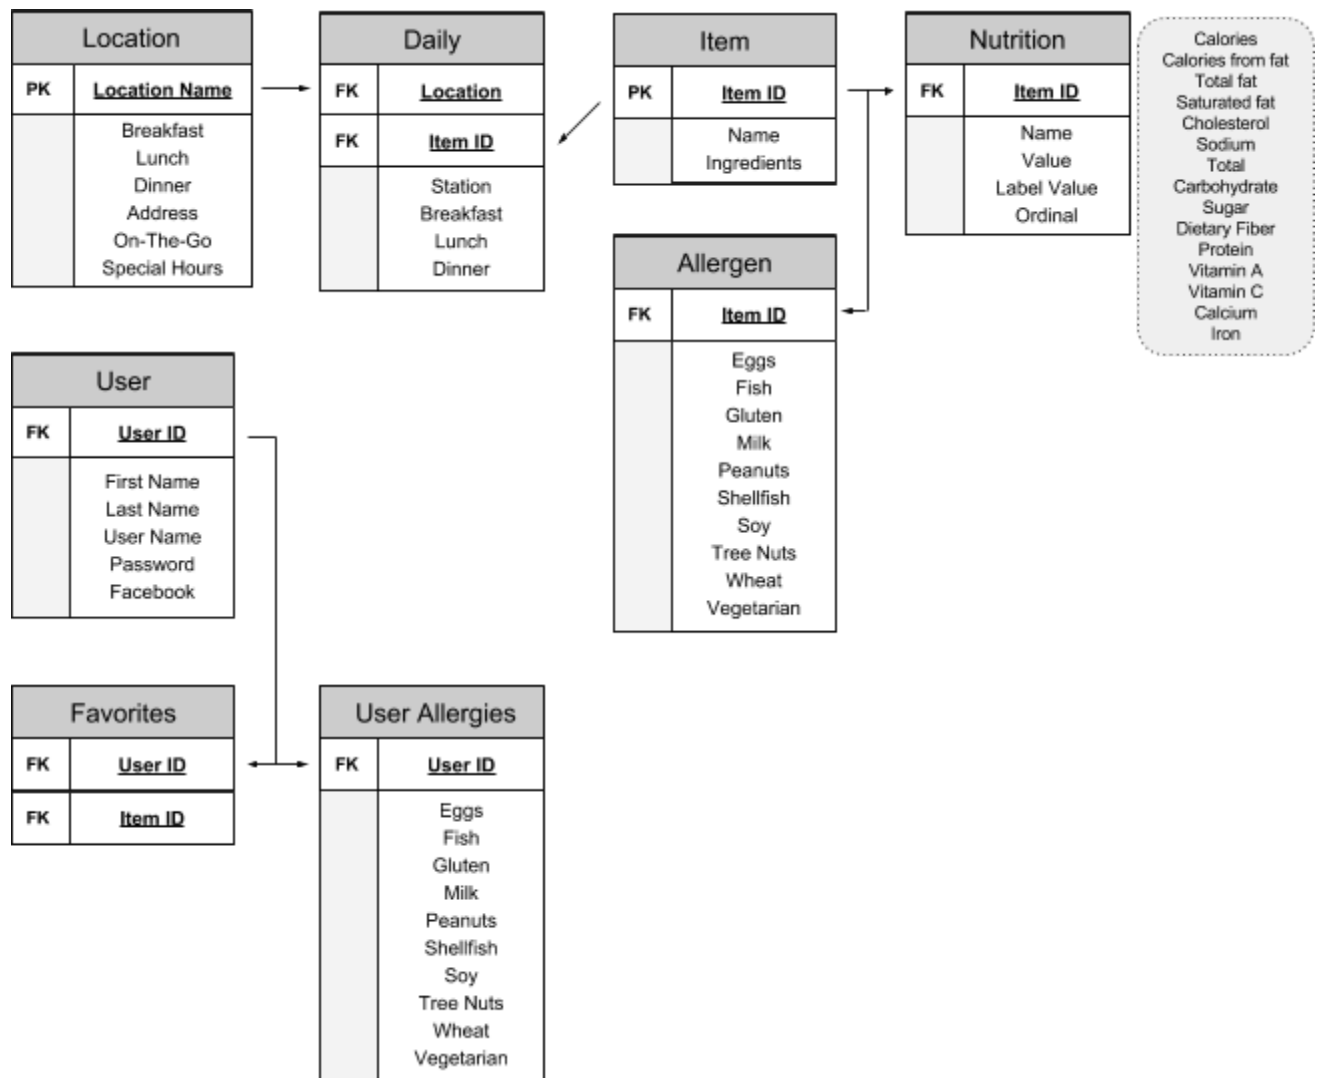 Location
PK Location Name
Breakfast
Lunch
Dinner
Address
On-The-Go
Special Hours
Daily
FK Location
FK Item ID
Station
Breakfast
Lunch
Dinner
Item
PK Item ID
Name
Ingredients
Nutrition
FK Item ID
Name
Value
Label Value
Ordinal
Calories
Calories from fat
Total fat
Saturated fat
Cholesterol
Sodium
Total
Carbohydrate
Sugar
Dietary Fiber
Protein
Vitamin A
Vitamin C
Calcium
Iron
Allergen
FK Item ID
Eggs
Fish
Gluten
Milk
Peanuts
Shellfish
Soy
Tree Nuts
Wheat
Vegetarian
User
FK User ID
First Name
Last Name
User Name
Password
Facebook
Favorites
FK User ID
FK Item ID
User Allergies
FK User ID
Eggs
Fish
Gluten
Milk
Peanuts
Shellfish
Soy
Tree Nuts
Wheat
Vegetarian